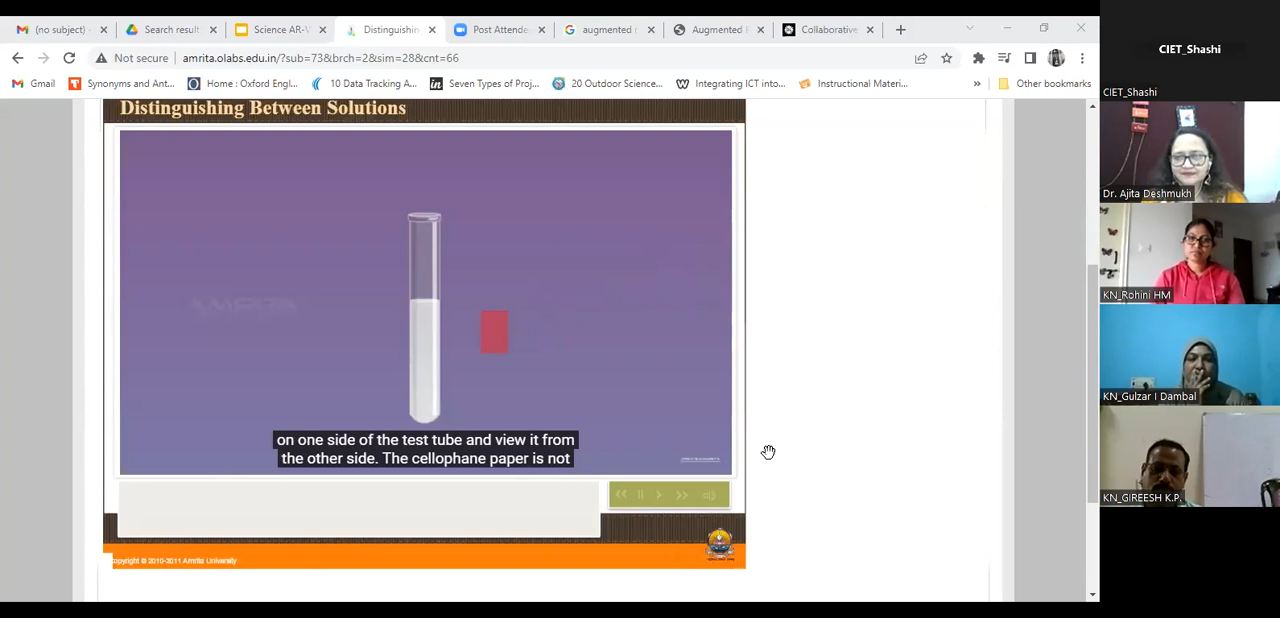 (no subject) -
Search result:
Science AR-V
Distinguishin
Post Attende
augmented r
Augmented
Collaborative
Not secure
amrita.olabs.edu.in/?sub=73&brch=2&sim=28&cnt=66
Gmail
Synonyms and Ant...
Home : Oxford Engl...
10 Data Tracking A...
Seven Types of Proj...
20 Outdoor Science...
Integrating ICT into...
Instructional Materi...
»
Other bookmarks
Distinguishing Between Solutions
AMRITA
on one side of the test tube and view it from
the other side. The cellophane paper is not
Copyright © 2010-2011 Amrita University
CIET_Shashi
CIET_Shashi
Dr. Ajita Deshmukh
KN_Rohini HM
KN_Gulzar I Dambal
KN_GIREESH K.P.